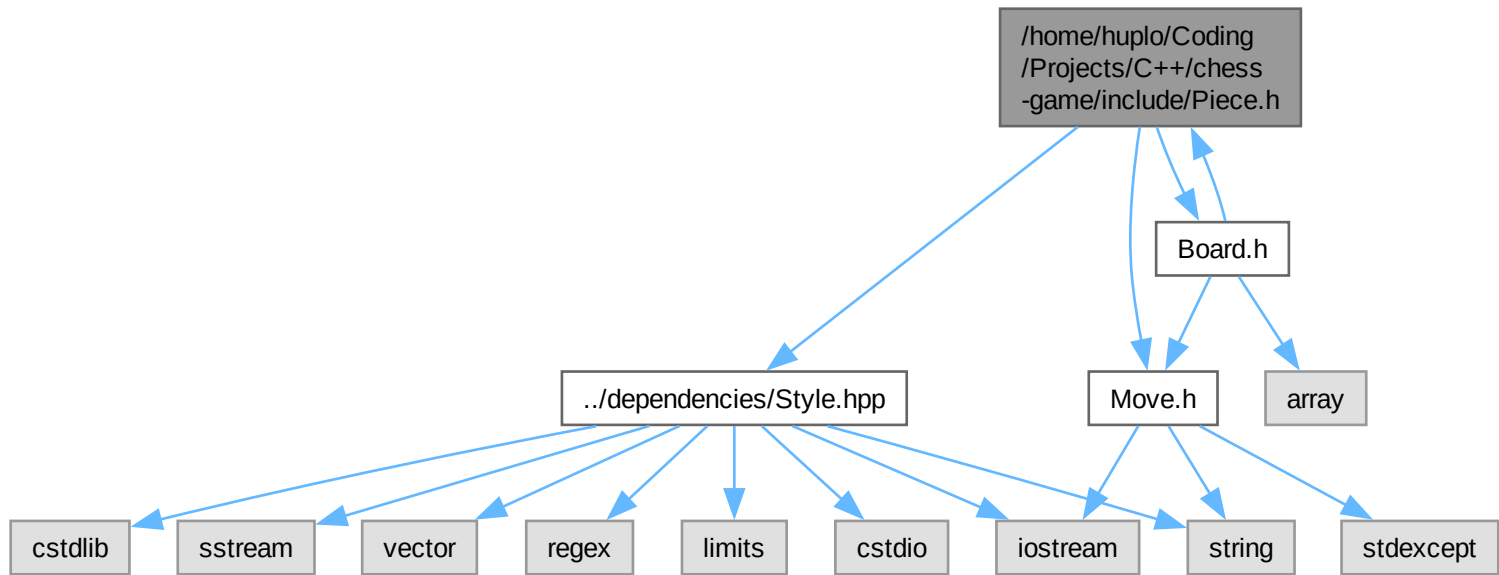 /home/huplo/Coding
/Projects/C++/chess
-game/include/Piece.h
Board.h
../dependencies/Style.hpp
Move.h
array
cstdlib
sstream
vector
regex
limits
cstdio
iostream
string
stdexcept